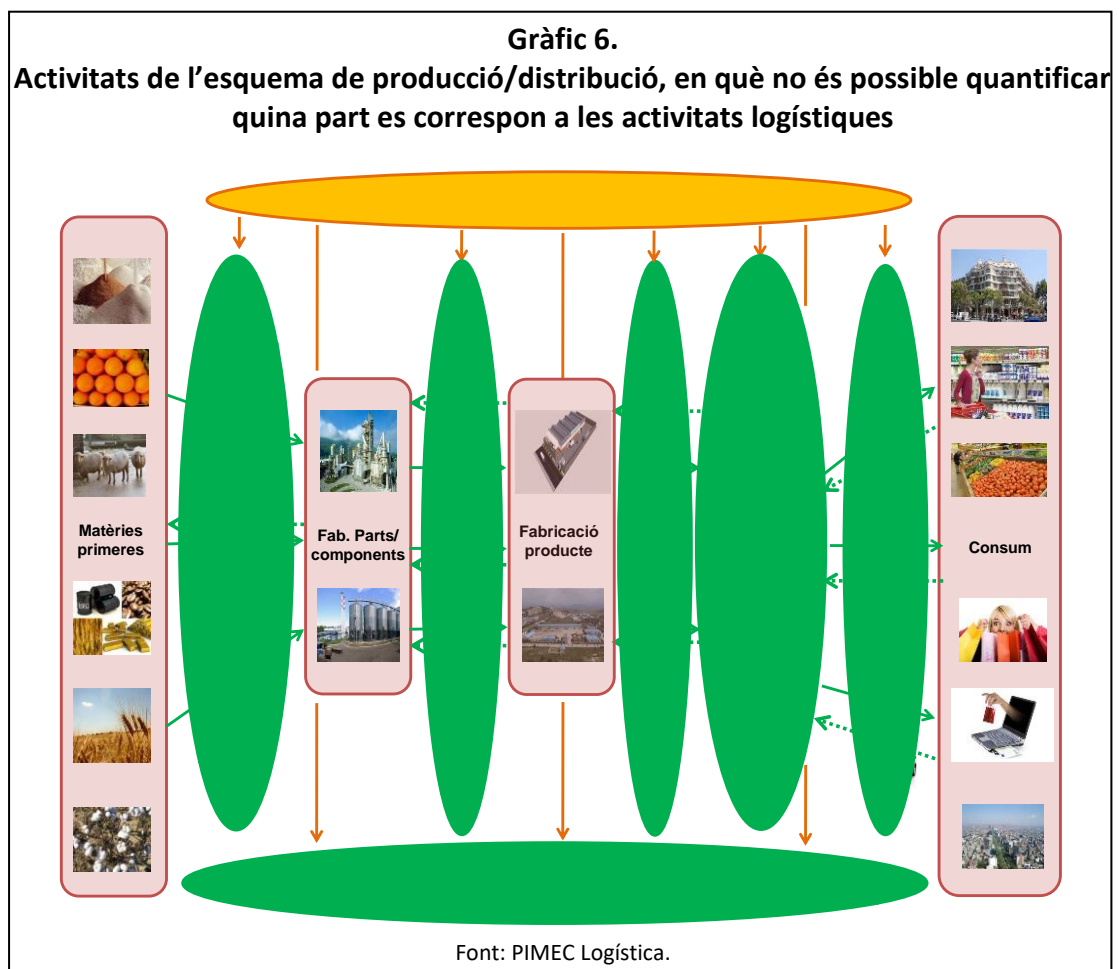 Gràfic 6.
Activitats de l'esquema de producció/distribució, en què no és possible quantificar
quina part es correspon a les activitats logístiques
Matèries
primeres
Fab. Parts/
components
Fabricació
producte
Consum
Font: PIMEC Logística.